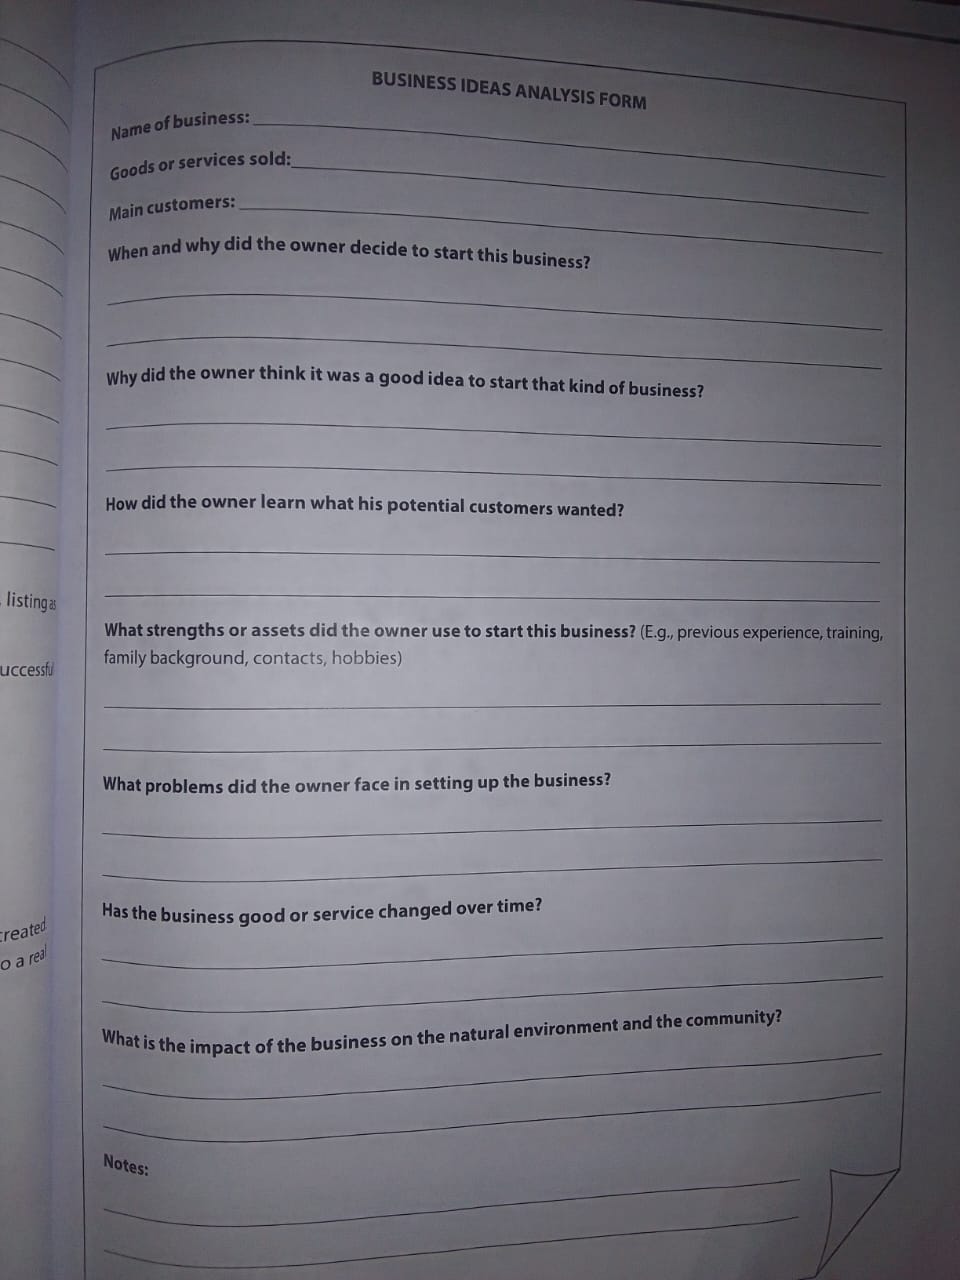 BUSINESS IDEAS ANALYSIS FORM
Name of business:
Goods or services sold:
Main customers:
When and why did the owner decide to start this business?
Why did the owner think it was a good idea to start that kind of business?
How did the owner learn what his potential customers wanted?
listing as
uccessful
What strengths or assets did the owner use to start this business? (E.g., previous experience, training,
family background, contacts, hobbies)
What problems did the owner face in setting up the business?
Has the business good or service changed over time?
created
o a real
What is the impact of the business on the natural environment and the community?
Notes: